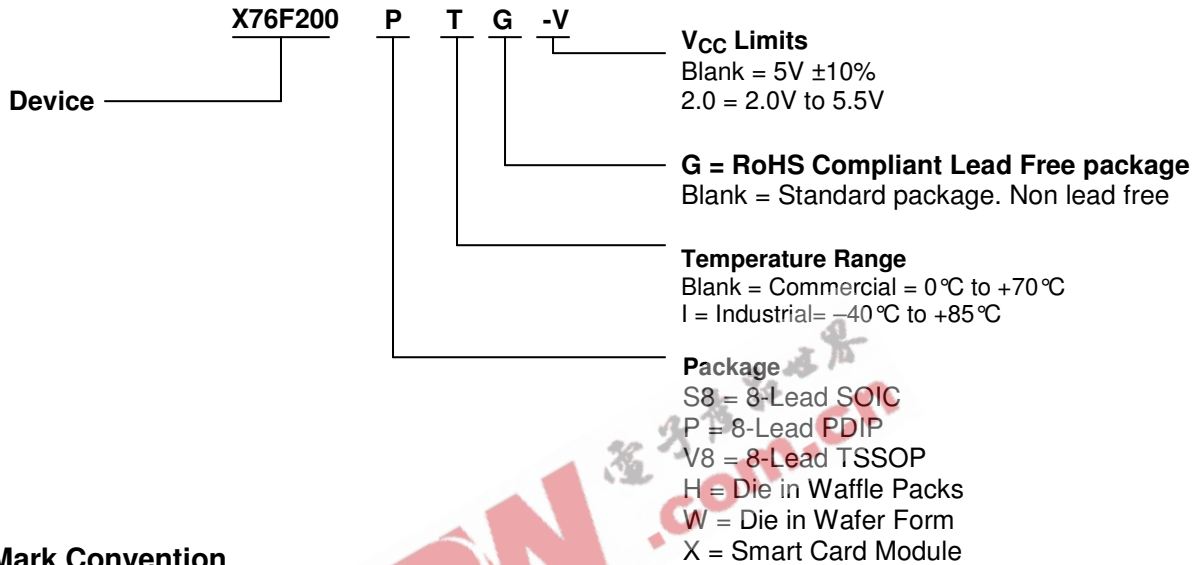 X76F200 P T G -V
Device
VCC Limits
Blank = 5V ±10%
2.0 = 2.0V to 5.5V
G = RoHS Compliant Lead Free package
Blank = Standard package. Non lead free
Temperature Range
Blank = Commercial = 0°C to +70°C
I = Industrial= –40°C to +85°C
Package
S8 = 8-Lead SOIC
P = 8-Lead PDIP
V8 = 8-Lead TSSOP
H = Die in Waffle Packs
W = Die in Wafer Form
X = Smart Card Module
Mark Convention
.com.cn